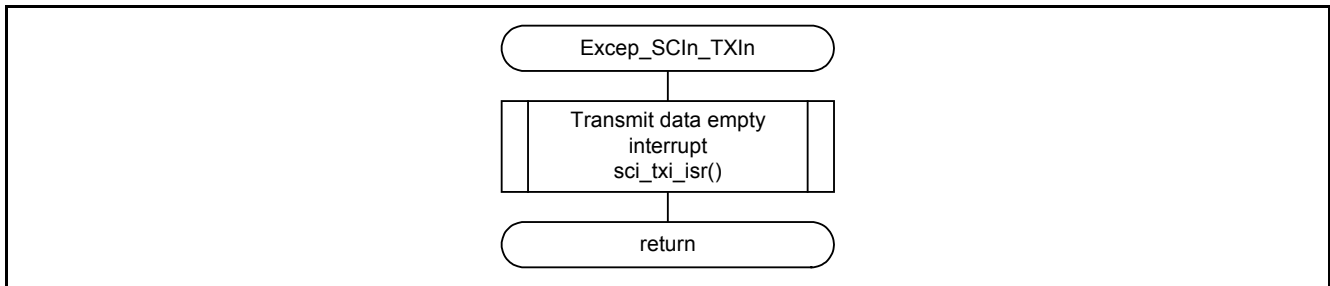 Excep_SCIn_TXIn
Transmit data empty
interrupt
sci_txi_isr()
return